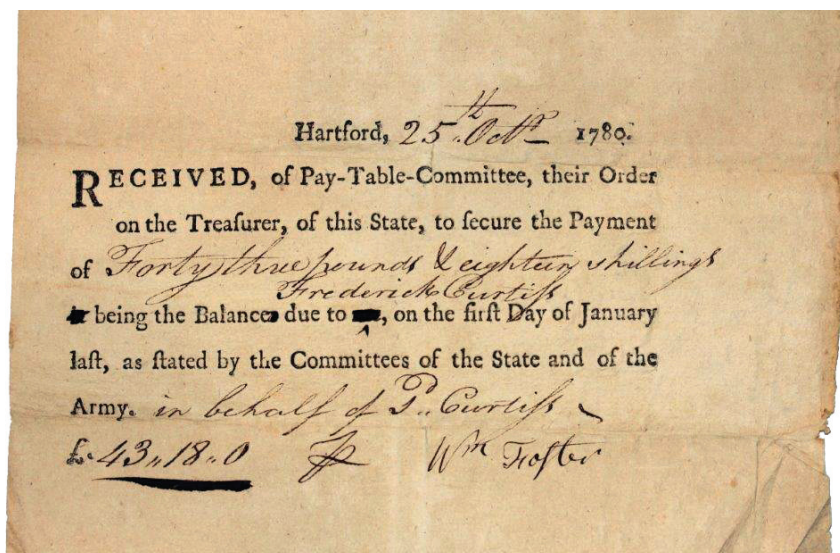 Hartford, 25.th Octr 1780.
RECEIVED, of Pay-Table-Committee, their Order
on the Treaſurer, of this State, to ſecure the Payment
of Forty three pounds & eighteen shillings
Frederick Curtiſs
being the Balance due to , on the firſt Day of January
laſt, as ſtated by the Committees of the State and of the
Army. in behalf of Curtiſs
£. 43„18„0 Wm Foſter